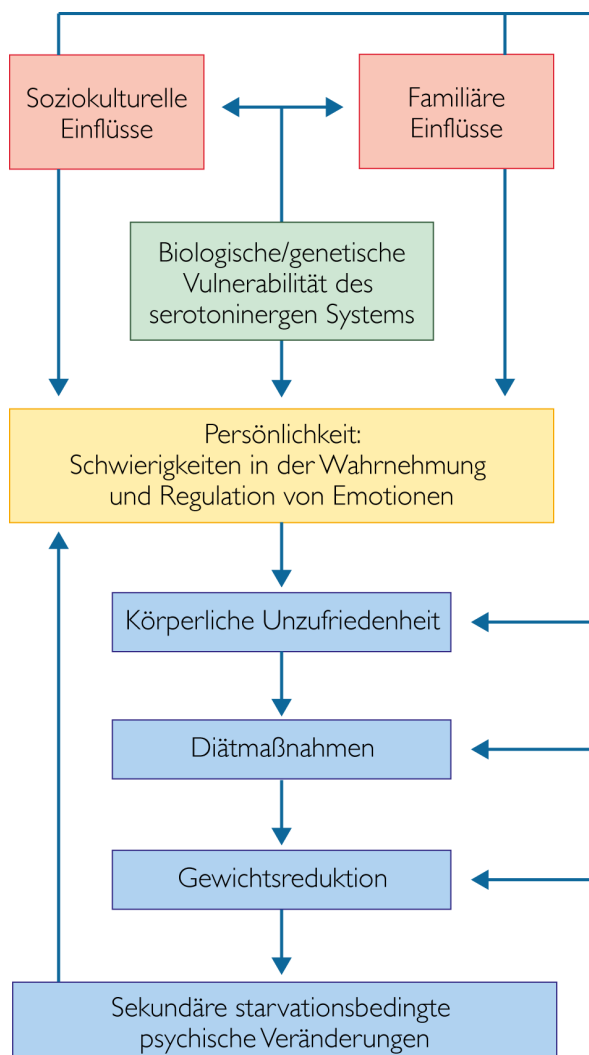 Soziokulturelle
Einflüsse
Familiäre
Einflüsse
Biologische/genetische
Vulnerabilität des
serotoninergen Systems
Persönlichkeit:
Schwierigkeiten in der Wahrnehmung
und Regulation von Emotionen
Körperliche Unzufriedenheit
Diätmaßnahmen
Gewichtsreduktion
Sekundäre starvationsbedingte
psychische Veränderungen